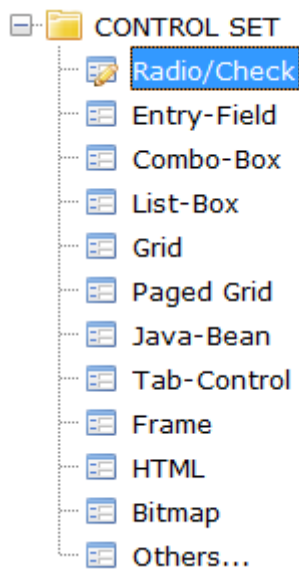 CONTROL SET
Radio/Check
Entry-Field
Combo-Box
List-Box
Grid
Paged Grid
Java-Bean
Tab-Control
Frame
HTML
Bitmap
Others...